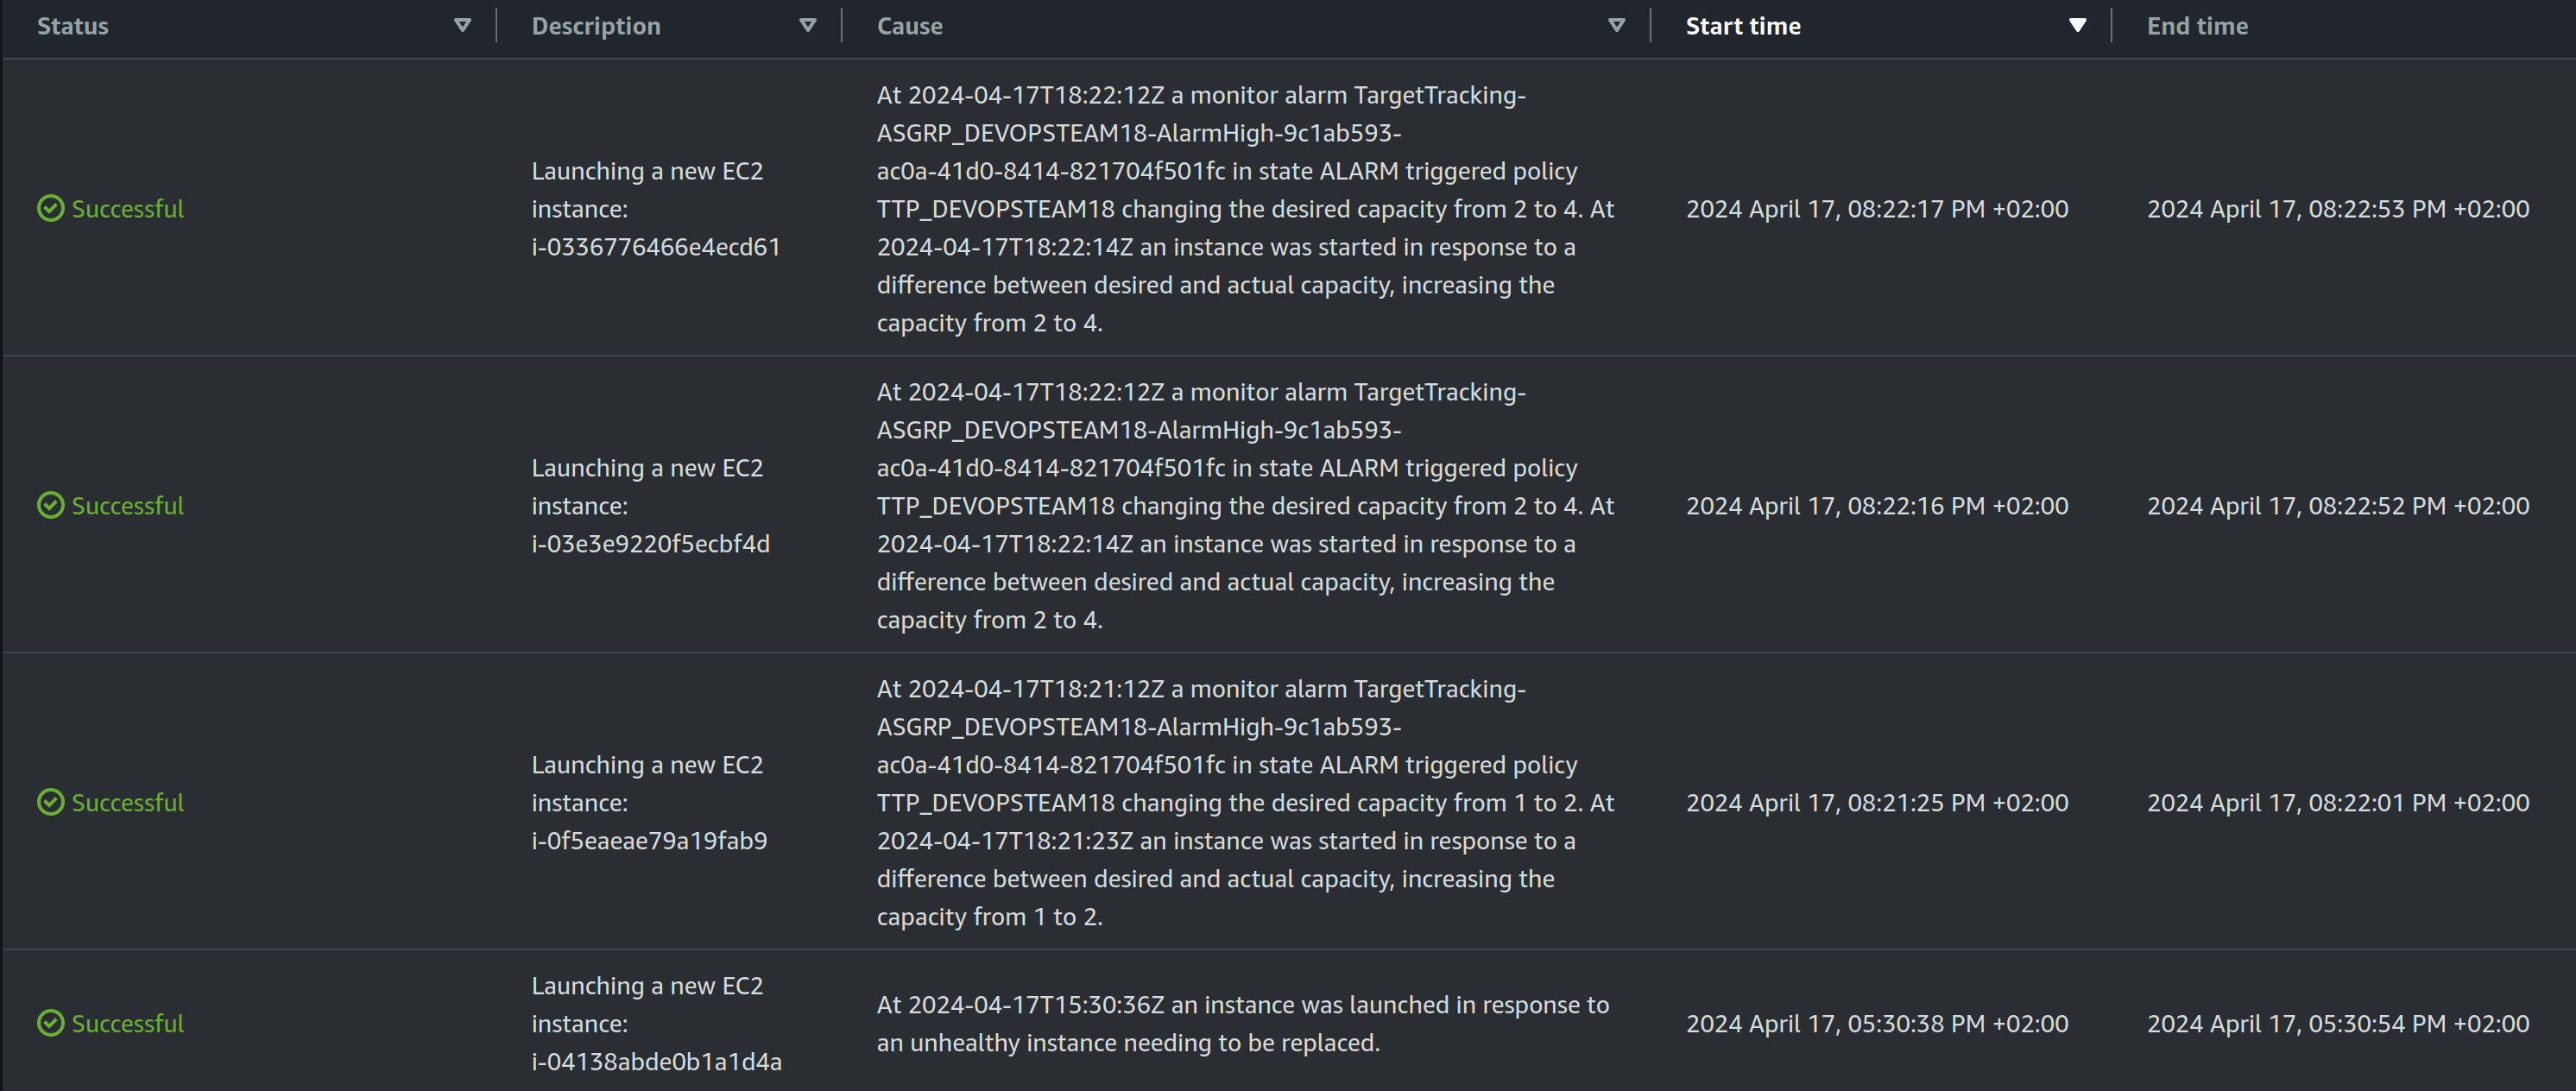 Status
Description
Cause
Start time
End time
Successful
Launching a new EC2
instance:
i-0336776466e4ecd61
At 2024-04-17T18:22:12Z a monitor alarm TargetTracking-
ASGRP_DEVOPSTEAM18-AlarmHigh-9c1ab593-
ac0a-41d0-8414-821704f501fc in state ALARM triggered policy
TTP_DEVOPSTEAM18 changing the desired capacity from 2 to 4. At
2024-04-17T18:22:14Z an instance was started in response to a
difference between desired and actual capacity, increasing the
capacity from 2 to 4.
2024 April 17, 08:22:17 PM +02:00
2024 April 17, 08:22:53 PM +02:00
Successful
Launching a new EC2
instance:
i-03e3e9220f5ecbf4d
At 2024-04-17T18:22:12Z a monitor alarm TargetTracking-
ASGRP_DEVOPSTEAM18-AlarmHigh-9c1ab593-
ac0a-41d0-8414-821704f501fc in state ALARM triggered policy
TTP_DEVOPSTEAM18 changing the desired capacity from 2 to 4. At
2024-04-17T18:22:14Z an instance was started in response to a
difference between desired and actual capacity, increasing the
capacity from 2 to 4.
2024 April 17, 08:22:16 PM +02:00
2024 April 17, 08:22:52 PM +02:00
Successful
Launching a new EC2
instance:
i-0f5eaeae79a19fab9
At 2024-04-17T18:21:12Z a monitor alarm TargetTracking-
ASGRP_DEVOPSTEAM18-AlarmHigh-9c1ab593-
ac0a-41d0-8414-821704f501fc in state ALARM triggered policy
TTP_DEVOPSTEAM18 changing the desired capacity from 1 to 2. At
2024-04-17T18:21:23Z an instance was started in response to a
difference between desired and actual capacity, increasing the
capacity from 1 to 2.
2024 April 17, 08:21:25 PM +02:00
2024 April 17, 08:22:01 PM +02:00
Successful
Launching a new EC2
instance:
i-04138abde0b1a1d4a
At 2024-04-17T15:30:36Z an instance was launched in response to
an unhealthy instance needing to be replaced.
2024 April 17, 05:30:38 PM +02:00
2024 April 17, 05:30:54 PM +02:00